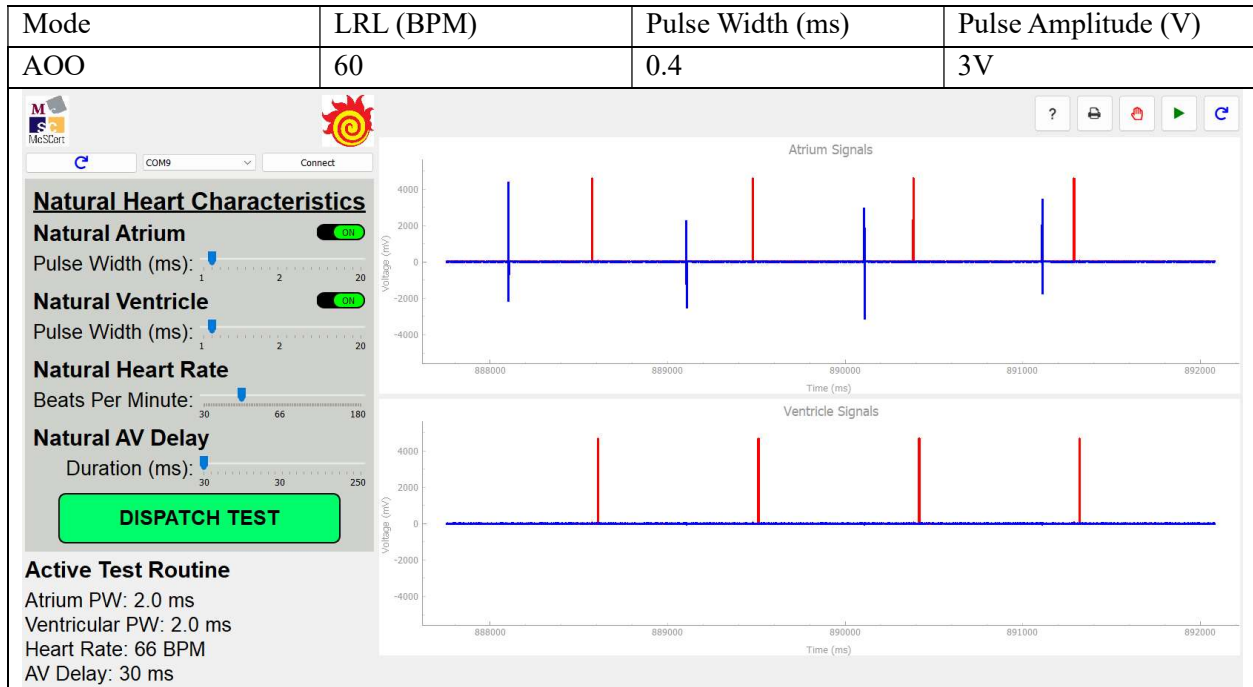 Mode LRL (BPM) Pulse Width (ms) Pulse Amplitude (V)
AOO 60 0.4 3V
M
SC
McSCert
COM9 Connect
Natural Heart Characteristics
Natural Atrium ON
Pulse Width (ms):
1 2 20
Natural Ventricle ON
Pulse Width (ms):
1 2 20
Natural Heart Rate
Beats Per Minute:
30 66 180
Natural AV Delay
Duration (ms):
30 30 250
DISPATCH TEST
Active Test Routine
Atrium PW: 2.0 ms
Ventricular PW: 2.0 ms
Heart Rate: 66 BPM
AV Delay: 30 ms
?
Atrium Signals
Voltage (mV)
4000
2000
0
-2000
-4000
888000 889000 890000 891000 892000
Time (ms)
Ventricle Signals
Voltage (mV)
4000
2000
0
-2000
-4000
888000 889000 890000 891000 892000
Time (ms)